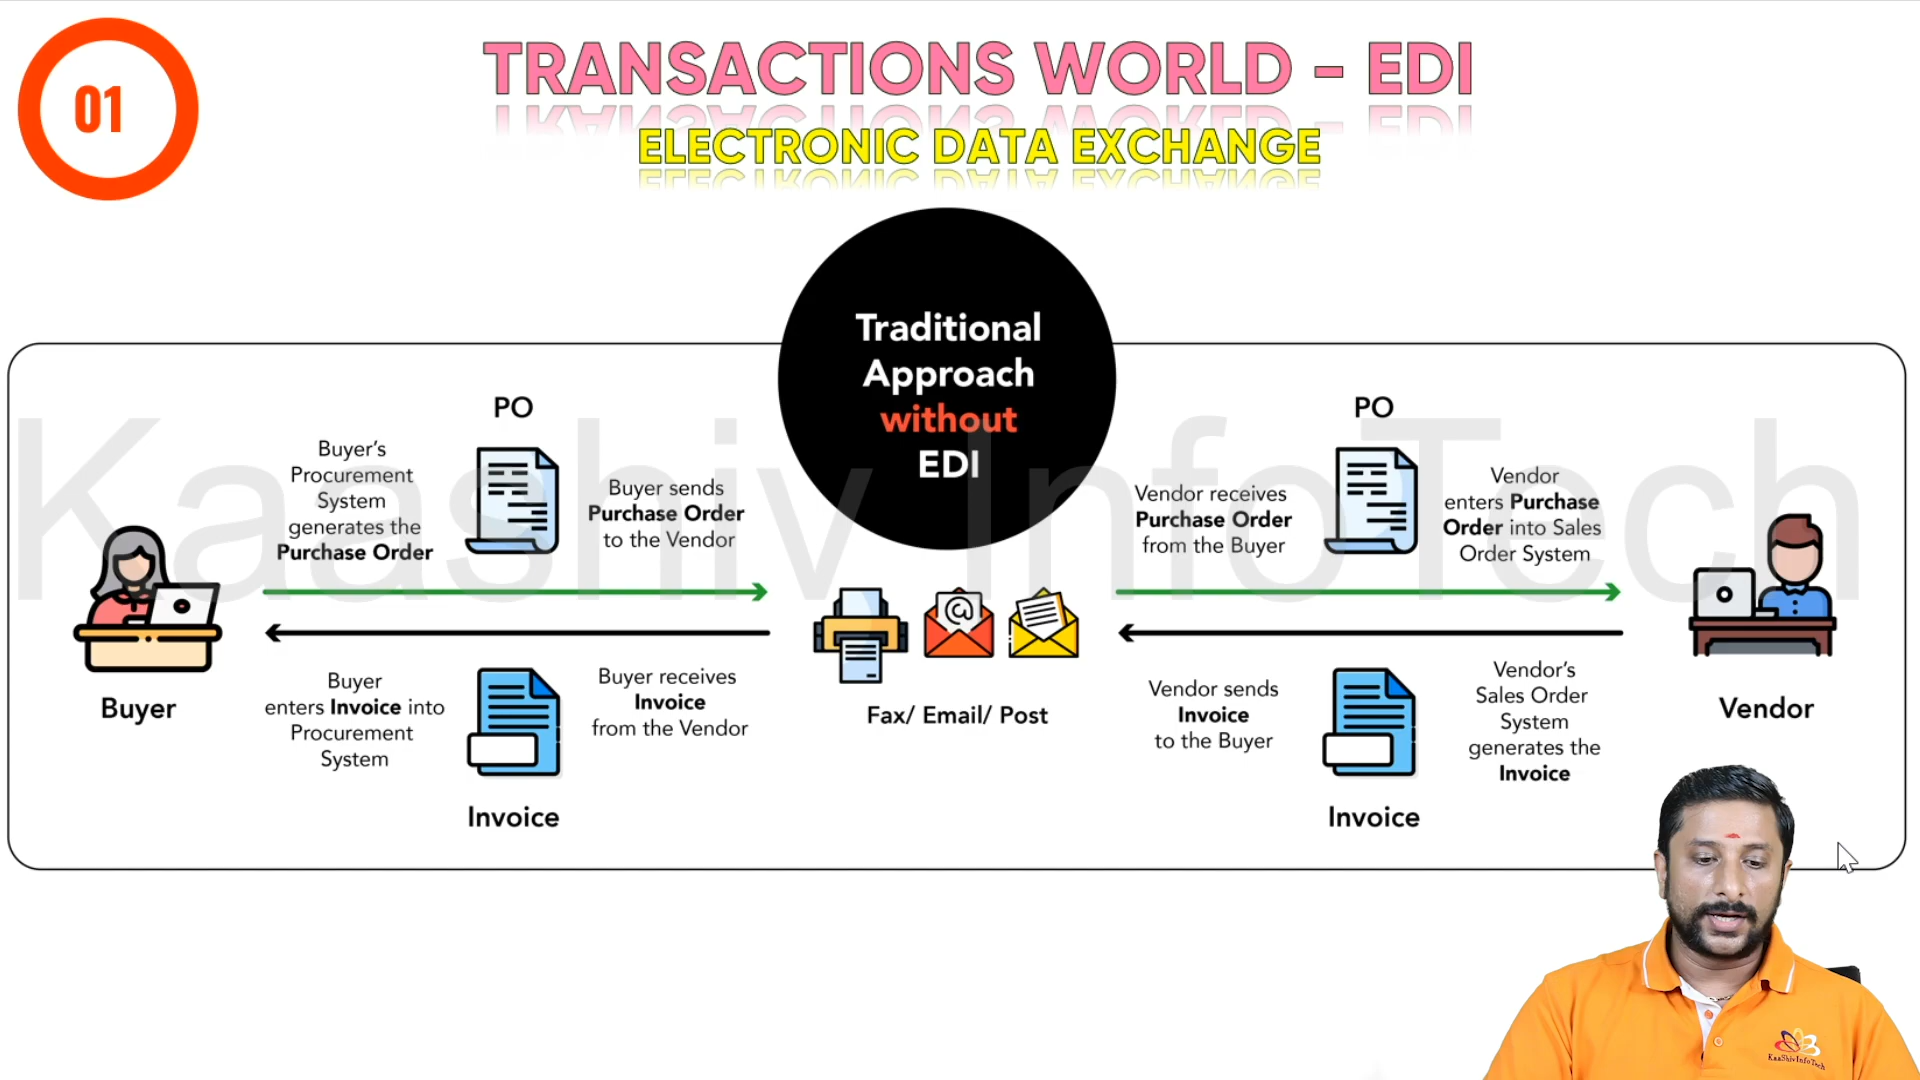 01
TRANSACTIONS WORLD - EDI
ELECTRONIC DATA EXCHANGE
Traditional
Approach
without
EDI
PO
Buyer's
Procurement
System
generates the
Purchase Order
Buyer sends
Purchase Order
to the Vendor
PO
Vendor receives
Purchase Order
from the Buyer
Vendor
enters Purchase
Order into Sales
Order System
Kaashiv InfoTech
Buyer
Buyer
enters Invoice into
Procurement
System
Buyer receives
Invoice
from the Vendor
Invoice
Fax/ Email/ Post
Vendor sends
Invoice
to the Buyer
Vendor's
Sales Order
System
generates the
Invoice
Invoice
Vendor
KaaShivInfoTech